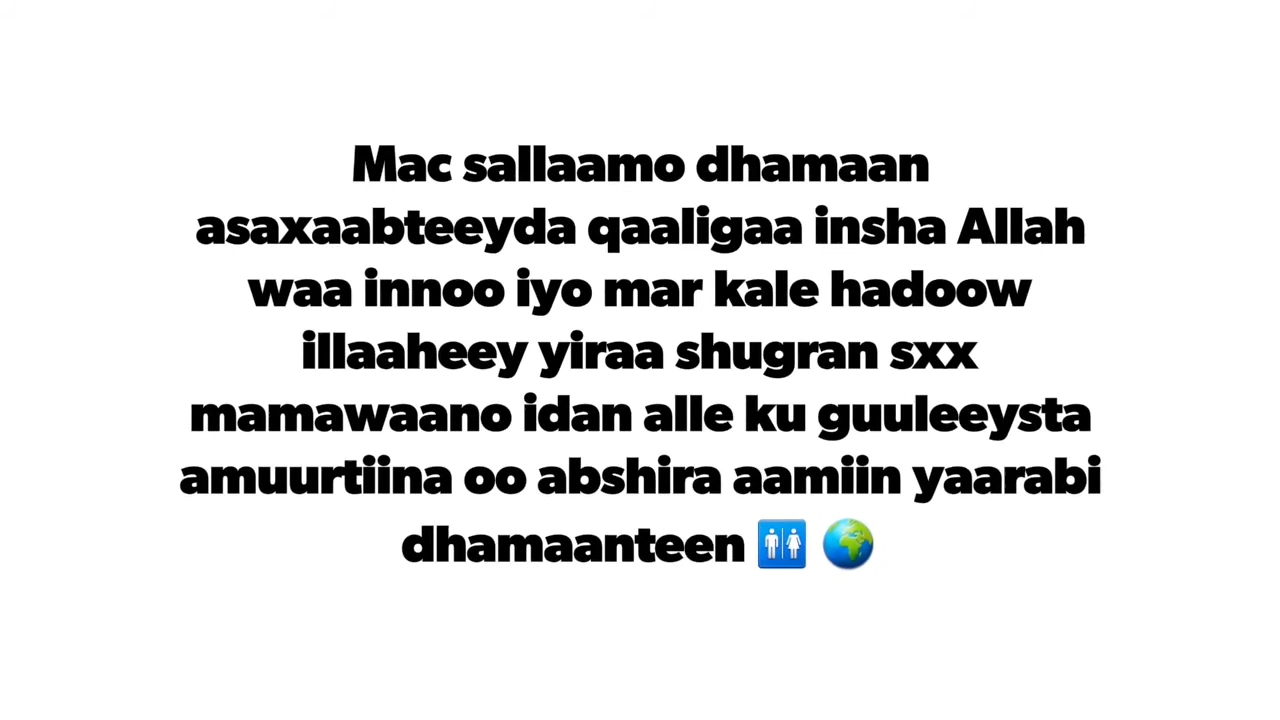 Mac sallaamo dhamaan
asaxaabteeyda qaaligaa insha Allah
waa innoo iyo mar kale hadoow
illaaheey yiraa shugran sxx
mamawaano idan alle ku guuleeysta
amuurtiina oo abshira aamiin yaarabi
dhamaanteen 🚻 🌍